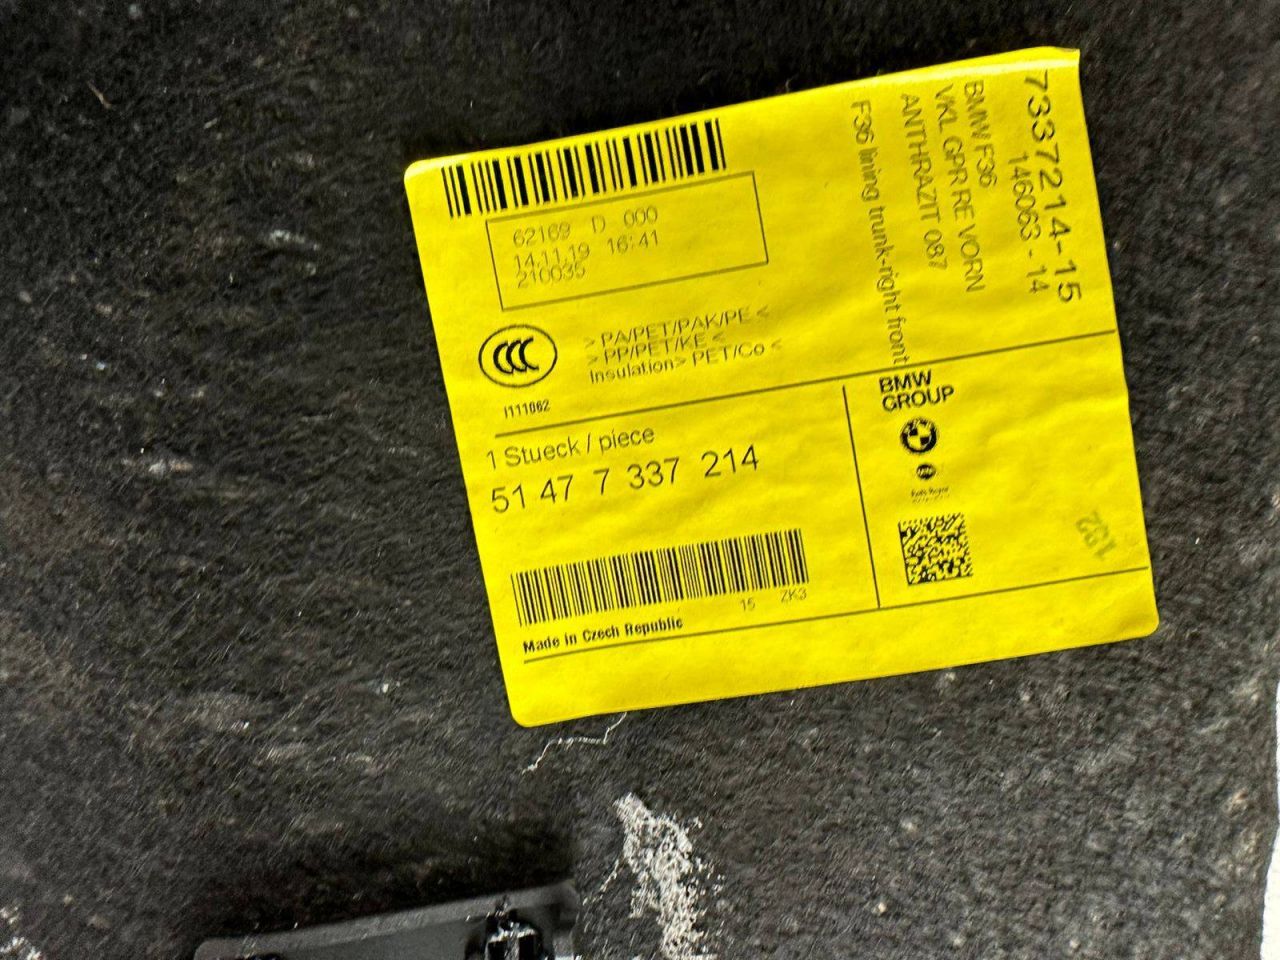 62169 D 000
14.11.19 16:41
210035
> PA/PET/PAK/PE <
> PP/PET/KE <
Insulation> PET/Co <
CCC
I111062
1 Stueck / piece
51 47 7 337 214
15 ZK3
Made in Czech Republic
7337214-15
146063 - 14
BMW F36
VKL GPR RE VORN
ANTHRAZIT 087
F36 lining trunk-right front
BMW
GROUP
132